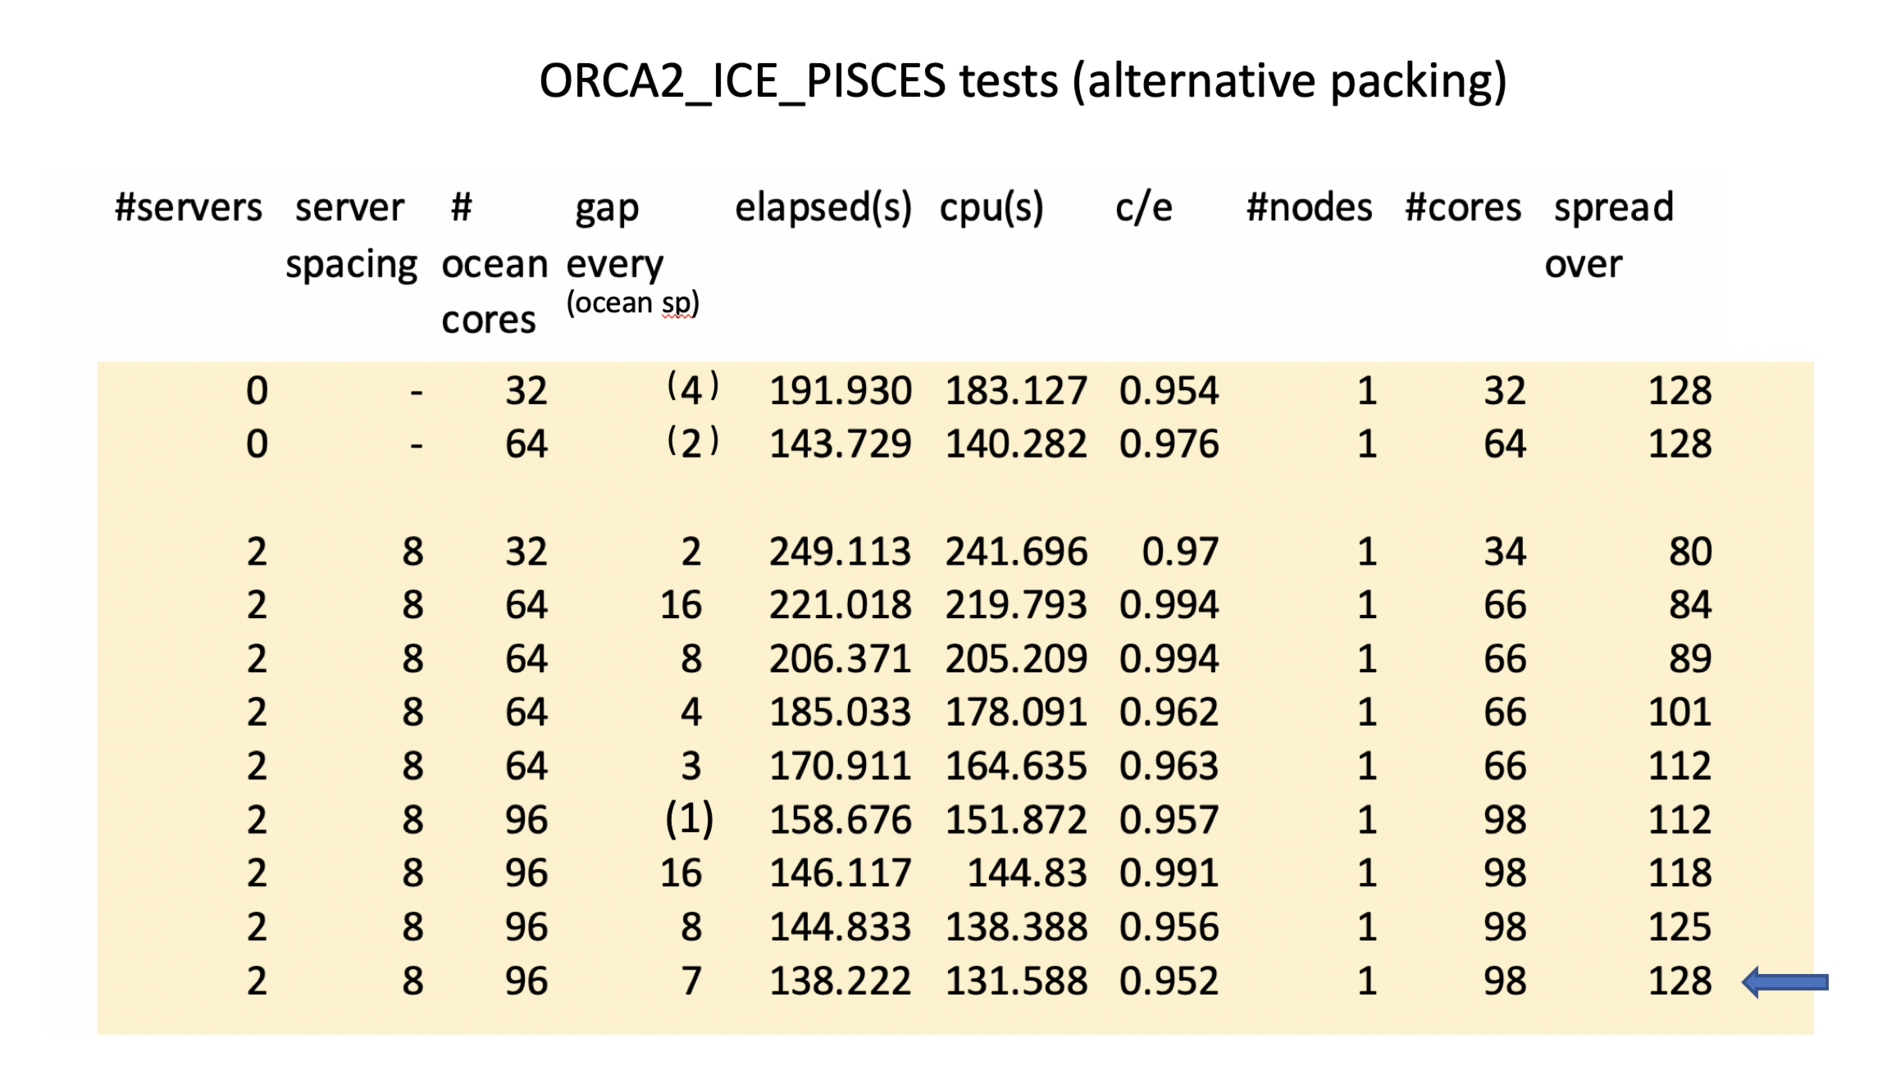 ORCA2_ICE_PISCES tests (alternative packing)
#servers server # gap elapsed(s) cpu(s) c/e #nodes #cores spread
spacing ocean every over
(ocean sp)
cores
0 - 32 (4) 191.930 183.127 0.954 1 32 128
0 - 64 (2) 143.729 140.282 0.976 1 64 128
2 8 32 2 249.113 241.696 0.97 1 34 80
2 8 64 16 221.018 219.793 0.994 1 66 84
2 8 64 8 206.371 205.209 0.994 1 66 89
2 8 64 4 185.033 178.091 0.962 1 66 101
2 8 64 3 170.911 164.635 0.963 1 66 112
2 8 96 (1) 158.676 151.872 0.957 1 98 112
2 8 96 16 146.117 144.83 0.991 1 98 118
2 8 96 8 144.833 138.388 0.956 1 98 125
2 8 96 7 138.222 131.588 0.952 1 98 128